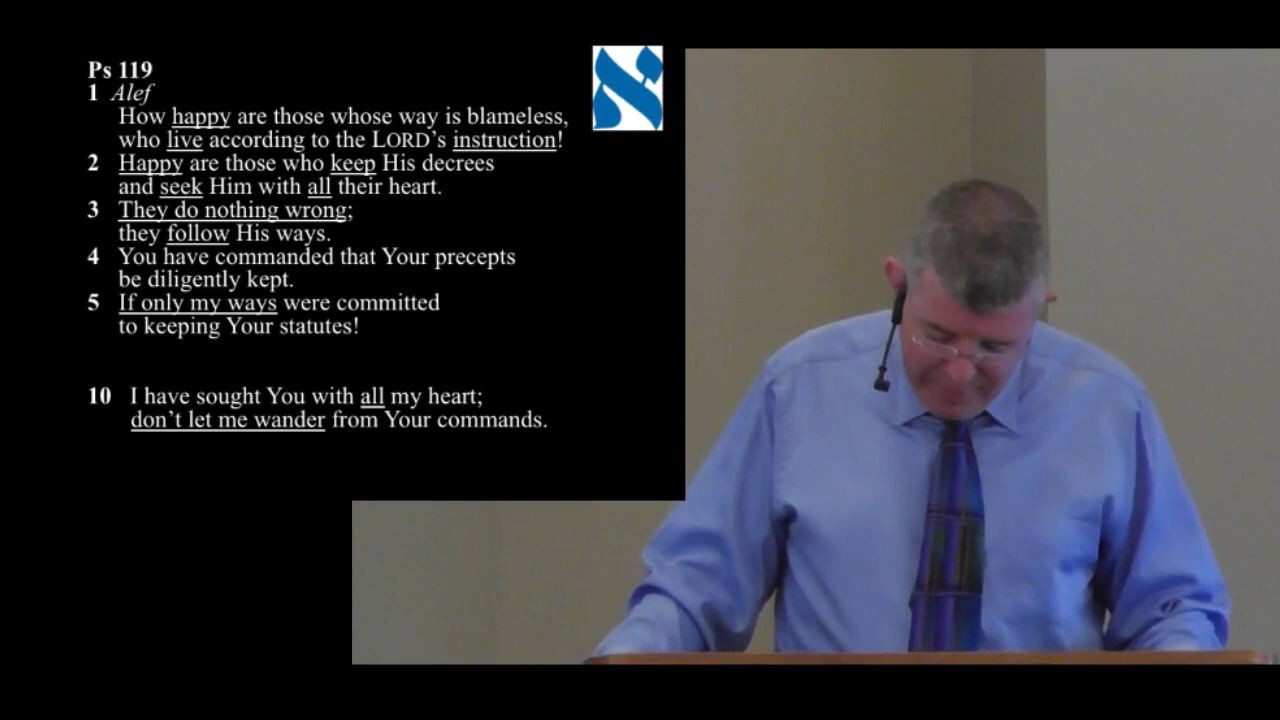 Ps 119
1 Alef
How happy are those whose way is blameless,
who live according to the LORD’s instruction!
2 Happy are those who keep His decrees
and seek Him with all their heart.
3 They do nothing wrong;
they follow His ways.
4 You have commanded that Your precepts
be diligently kept.
5 If only my ways were committed
to keeping Your statutes!
10 I have sought You with all my heart;
don’t let me wander from Your commands.
א